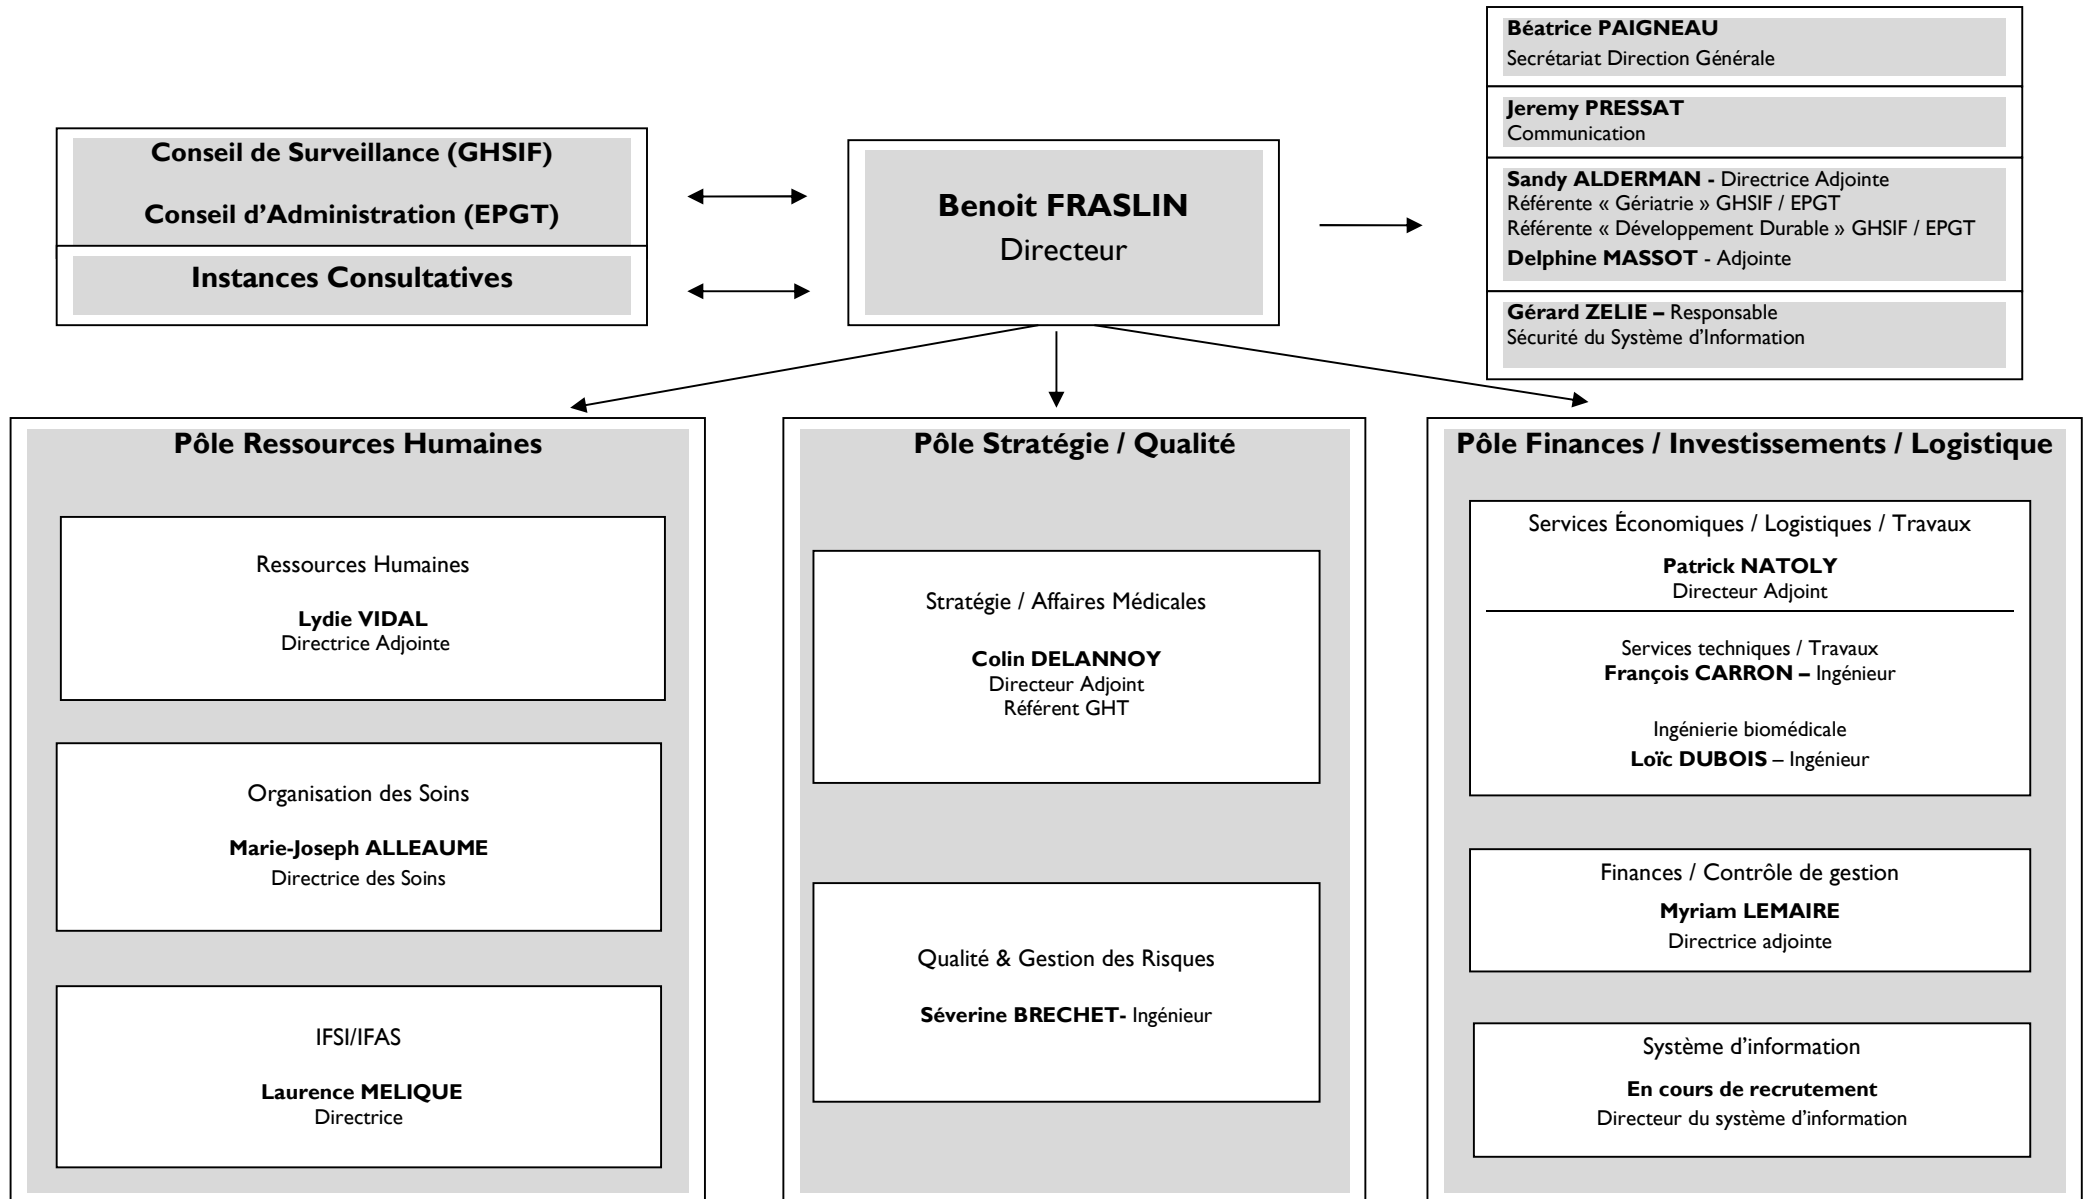 Béatrice PAIGNEAU
Secrétariat Direction Générale
Jeremy PRESSAT
Communication
Sandy ALDERMAN - Directrice Adjointe
Référente « Gériatrie » GHSIF / EPGT
Référente « Développement Durable » GHSIF / EPGT
Delphine MASSOT - Adjointe
Gérard ZELIE – Responsable
Sécurité du Système d’Information
Conseil de Surveillance (GHSIF)
Conseil d’Administration (EPGT)
Instances Consultatives
Benoit FRASLIN
Directeur
Pôle Ressources Humaines
Ressources Humaines
Lydie VIDAL
Directrice Adjointe
Organisation des Soins
Marie-Joseph ALLEAUME
Directrice des Soins
IFSI/IFAS
Laurence MELIQUE
Directrice
Pôle Stratégie / Qualité
Stratégie / Affaires Médicales
Colin DELANNOY
Directeur Adjoint
Référent GHT
Qualité & Gestion des Risques
Séverine BRECHET- Ingénieur
Pôle Finances / Investissements / Logistique
Services Économiques / Logistiques / Travaux
Patrick NATOLY
Directeur Adjoint
Services techniques / Travaux
François CARRON – Ingénieur
Ingénierie biomédicale
Loïc DUBOIS – Ingénieur
Finances / Contrôle de gestion
Myriam LEMAIRE
Directrice adjointe
Système d’information
En cours de recrutement
Directeur du système d’information